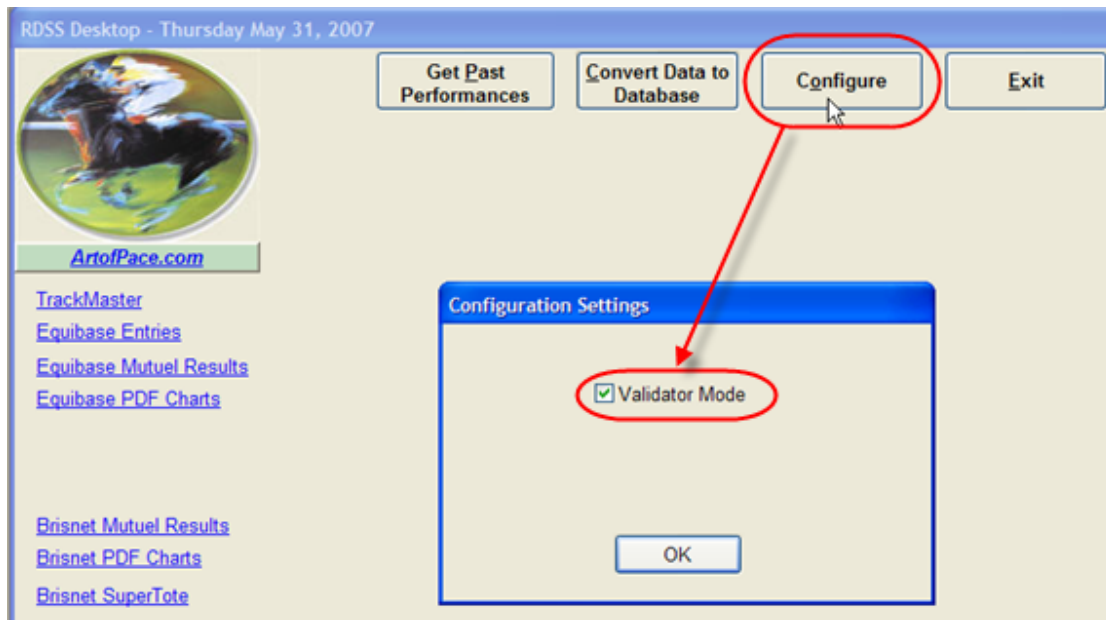 RDSS Desktop - Thursday May 31, 2007
Get Past
Performances
Convert Data to
Database
Configure
Exit
ArtofPace.com
TrackMaster
Equibase Entries
Equibase Mutuel Results
Equibase PDF Charts
Configuration Settings
Validator Mode
OK
Brisnet Mutuel Results
Brisnet PDF Charts
Brisnet SuperTote